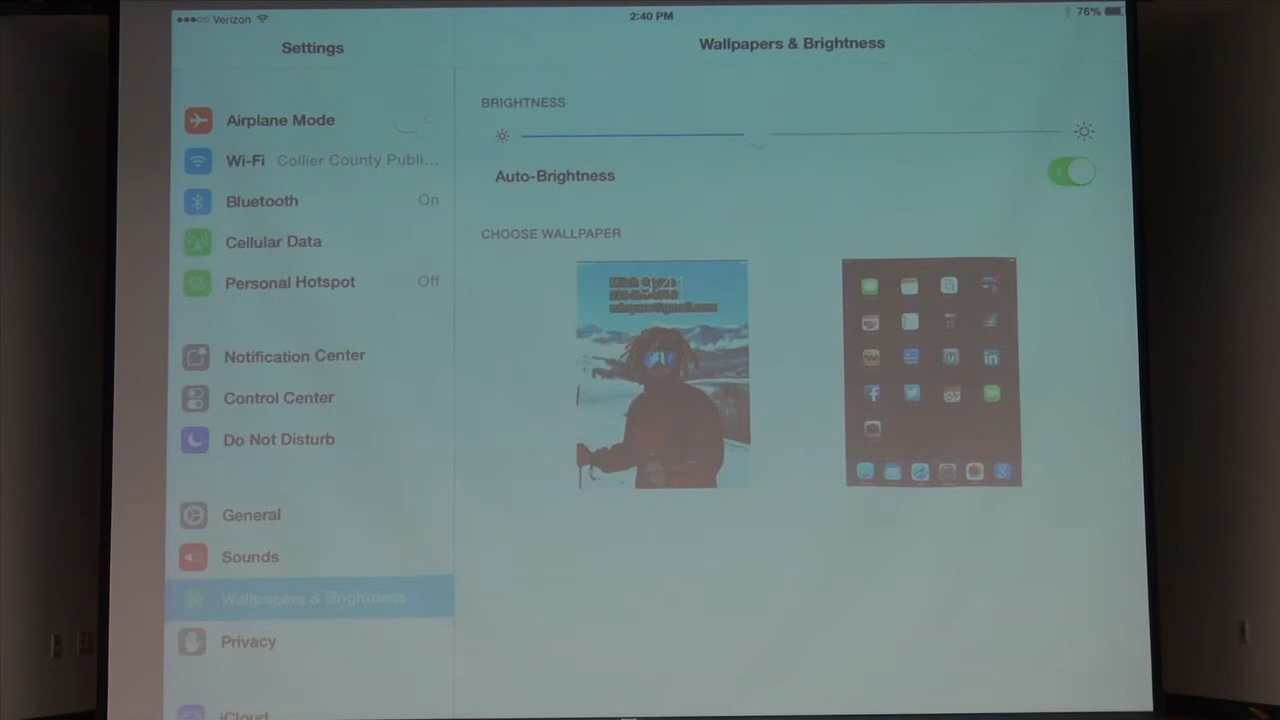 Verizon
2:40 PM
76%
Settings
Wallpapers & Brightness
Airplane Mode
Wi-Fi Collier County Publi...
Bluetooth On
Cellular Data
Personal Hotspot Off
Notification Center
Control Center
Do Not Disturb
General
Sounds
Wallpapers & Brightness
Privacy
iCloud
BRIGHTNESS
Auto-Brightness
CHOOSE WALLPAPER